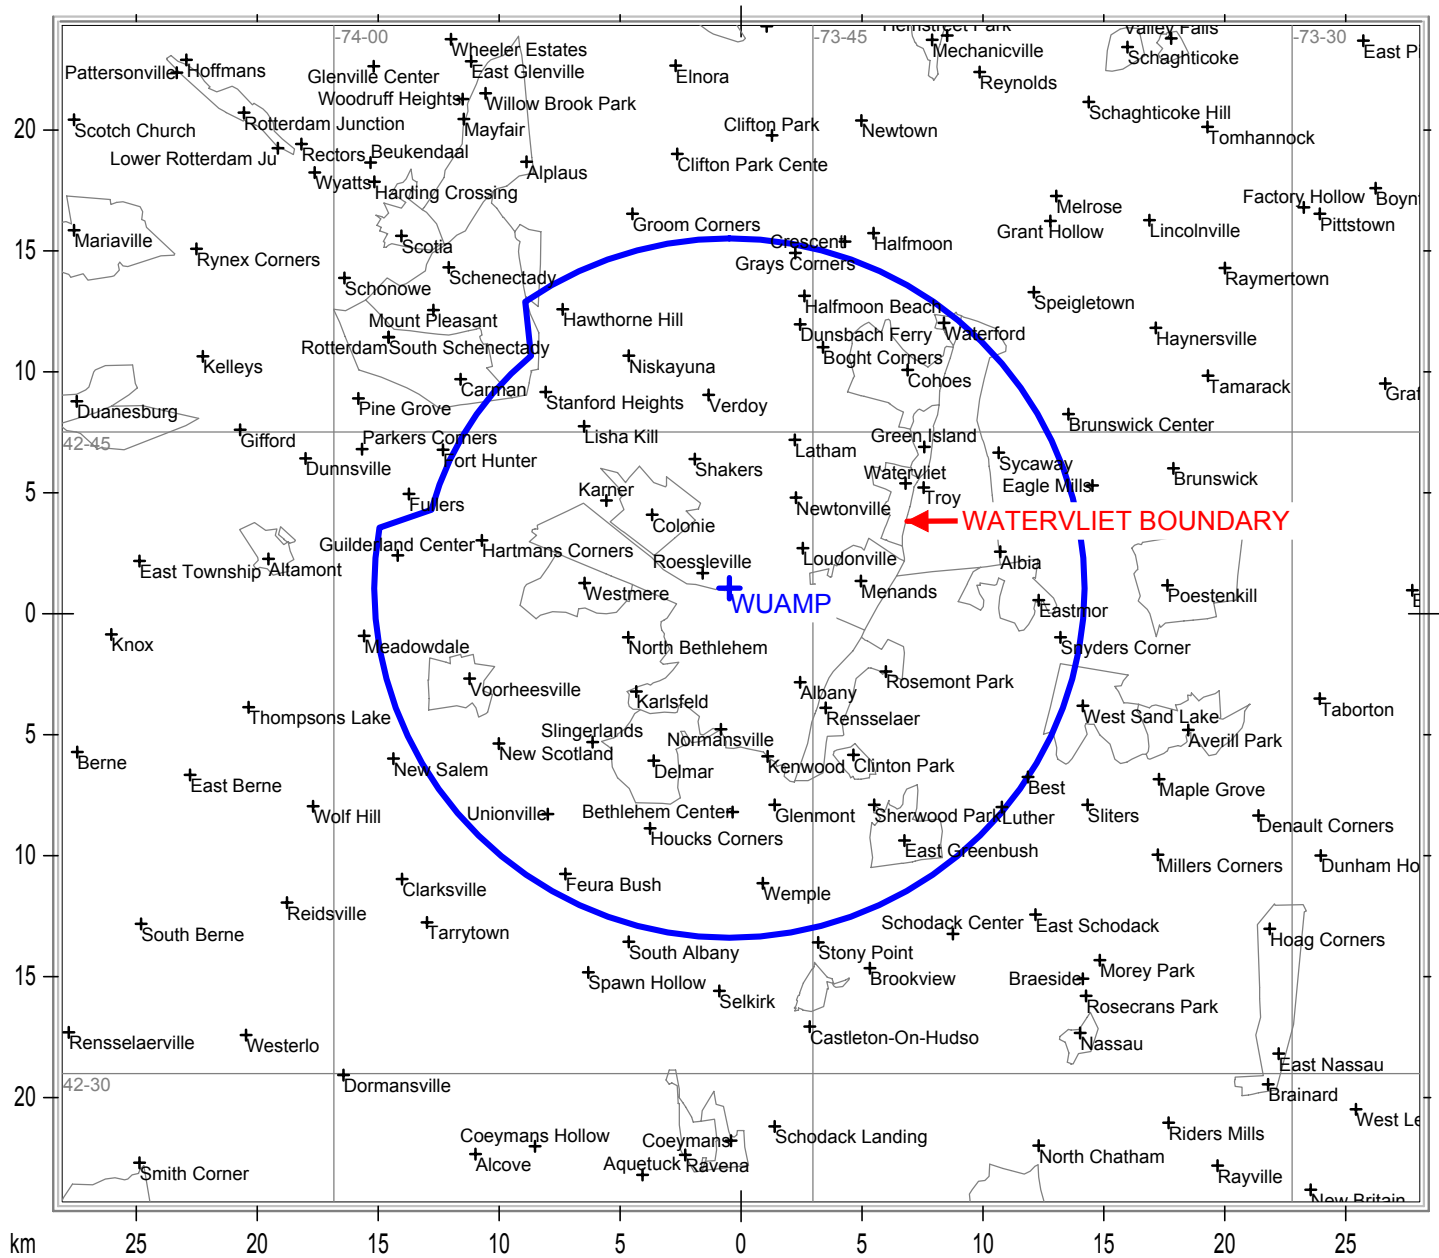 Hemstreet Park
Valley Falls
-74-00
-73-45
-73-30
Wheeler Estates
Mechanicville
Schaghticoke
East P
Pattersonville
Hoffmans
Glenville Center
East Glenville
Elnora
Reynolds
Woodruff Heights
Willow Brook Park
Schaghticoke Hill
20
Scotch Church
Rotterdam Junction
Mayfair
Clifton Park
Newtown
Tomhannock
Lower Rotterdam Ju
Rectors
Beukendaal
Alplaus
Clifton Park Cente
Wyatts
Harding Crossing
Melrose
Factory Hollow
Boyn
Mariaville
Scotia
Groom Corners
Halfmoon
Grant Hollow
Lincolnville
Pittstown
15
Rynex Corners
Schenectady
Crescent
Grays Corners
Raymertown
Schonowe
Halfmoon Beach
Speigletown
Mount Pleasant
Hawthorne Hill
Dunsbach Ferry
Waterford
Haynersville
Rotterdam
South Schenectady
Boght Corners
10
Kelleys
Carman
Niskayuna
Cohoes
Tamarack
Graf
Duanesburg
Pine Grove
Stanford Heights
Verdoy
Brunswick Center
42-45
Gifford
Parkers Corners
Lisha Kill
Latham
Green Island
Dunnsville
Fort Hunter
Shakers
Watervliet
Sycaway
Brunswick
5
Fullers
Karner
Newtonville
Troy
Eagle Mills
Colonie
WATERVLIET BOUNDARY
Guilderland Center
Hartmans Corners
Roessleville
Loudonville
Albia
East Township
Altamont
Westmere
Menands
Poestenkill
0
WUAMP
Eastmor
Knox
Meadowdale
North Bethlehem
Snyders Corner
Voorheesville
Karlsfeld
Albany
Rosemont Park
Thompsons Lake
Rensselaer
West Sand Lake
Taborton
5
Slingerlands
Normansville
Averill Park
Berne
New Scotland
Delmar
Kenwood
Clinton Park
East Berne
New Salem
Best
Maple Grove
Wolf Hill
Unionville
Bethlehem Center
Glenmont
Sherwood Park
Luther
Sliters
Denault Corners
Houcks Corners
East Greenbush
10
Millers Corners
Dunham Ho
Clarksville
Feura Bush
Wemple
Reidsville
Schodack Center
East Schodack
South Berne
Tarrytown
Hoag Corners
South Albany
Stony Point
15
Spawn Hollow
Brookview
Braeside
Morey Park
Selkirk
Rosecrans Park
Rensselaerville
Westerlo
Castleton-On-Hudso
Nassau
East Nassau
42-30
Dormansville
Brainard
20
West Le
Coeymans Hollow
Coeymans
Schodack Landing
Riders Mills
Smith Corner
Alcove
Aquetuck
Ravena
North Chatham
Rayville
New Britain
km
25
20
15
10
5
0
5
10
15
20
25